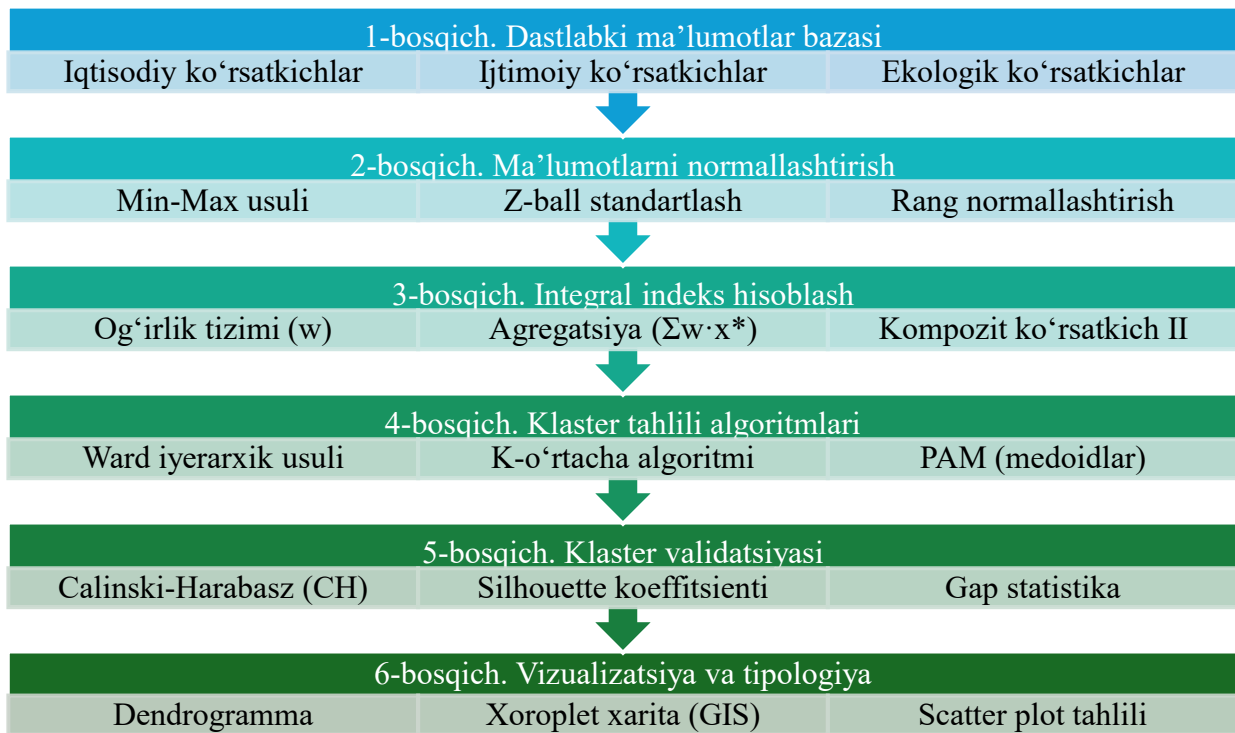 1-bosqich. Dastlabki ma’lumotlar bazasi
Iqtisodiy ko‘rsatkichlar Ijtimoiy ko‘rsatkichlar Ekologik ko‘rsatkichlar
2-bosqich. Ma’lumotlarni normallashtirish
Min-Max usuli Z-ball standartlash Rang normallashtirish
3-bosqich. Integral indeks hisoblash
Og‘irlik tizimi (w) Agregatsiya (Σw·x*) Kompozit ko‘rsatkich II
4-bosqich. Klaster tahlili algoritmlari
Ward iyerarxik usuli K-o‘rtacha algoritmi PAM (medoidlar)
5-bosqich. Klaster validatsiyasi
Calinski-Harabasz (CH) Silhouette koeffitsienti Gap statistika
6-bosqich. Vizualizatsiya va tipologiya
Dendrogramma Xoroplet xarita (GIS) Scatter plot tahlili